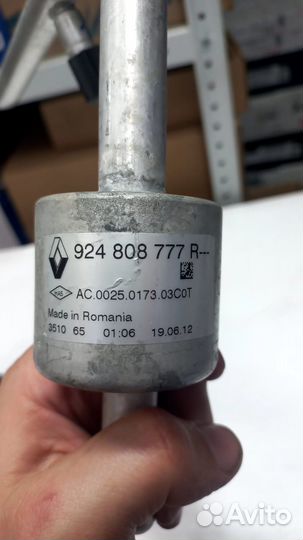 924 808 777 R---
AC.0025.0173.03C0T
Made in Romania
3510 65 01:06 19.06.12
Avito